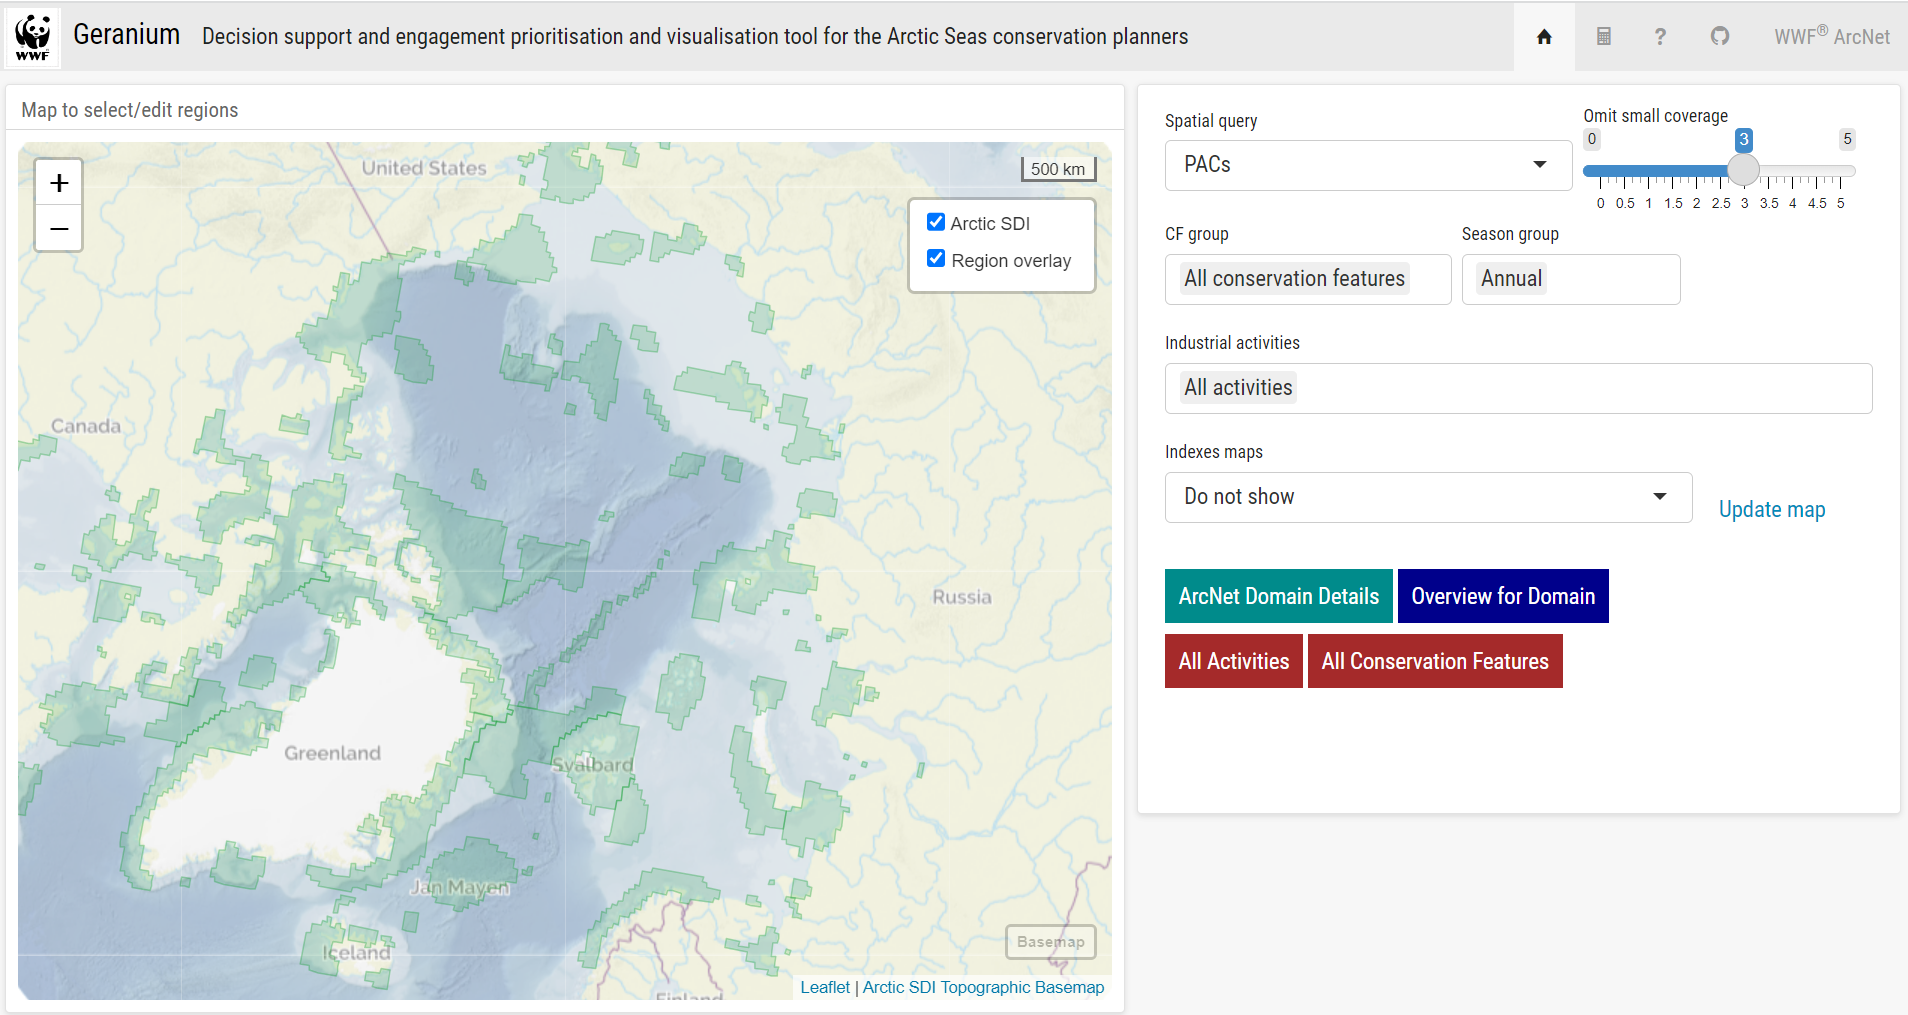 WWF
Geranium
Decision support and engagement prioritisation and visualisation tool for the Arctic Seas conservation planners
?
WWF® ArcNet
Map to select/edit regions
+
−
United States
500 km
Arctic SDI
Region overlay
Canada
Russia
Greenland
Svalbard
Jan Mayen
Iceland
Finland
Basemap
Leaflet | Arctic SDI Topographic Basemap
Spatial query
PACs
Omit small coverage
0 3 5
0 0.5 1 1.5 2 2.5 3 3.5 4 4.5 5
CF group
All conservation features
Season group
Annual
Industrial activities
All activities
Indexes maps
Do not show
Update map
ArcNet Domain Details
Overview for Domain
All Activities
All Conservation Features